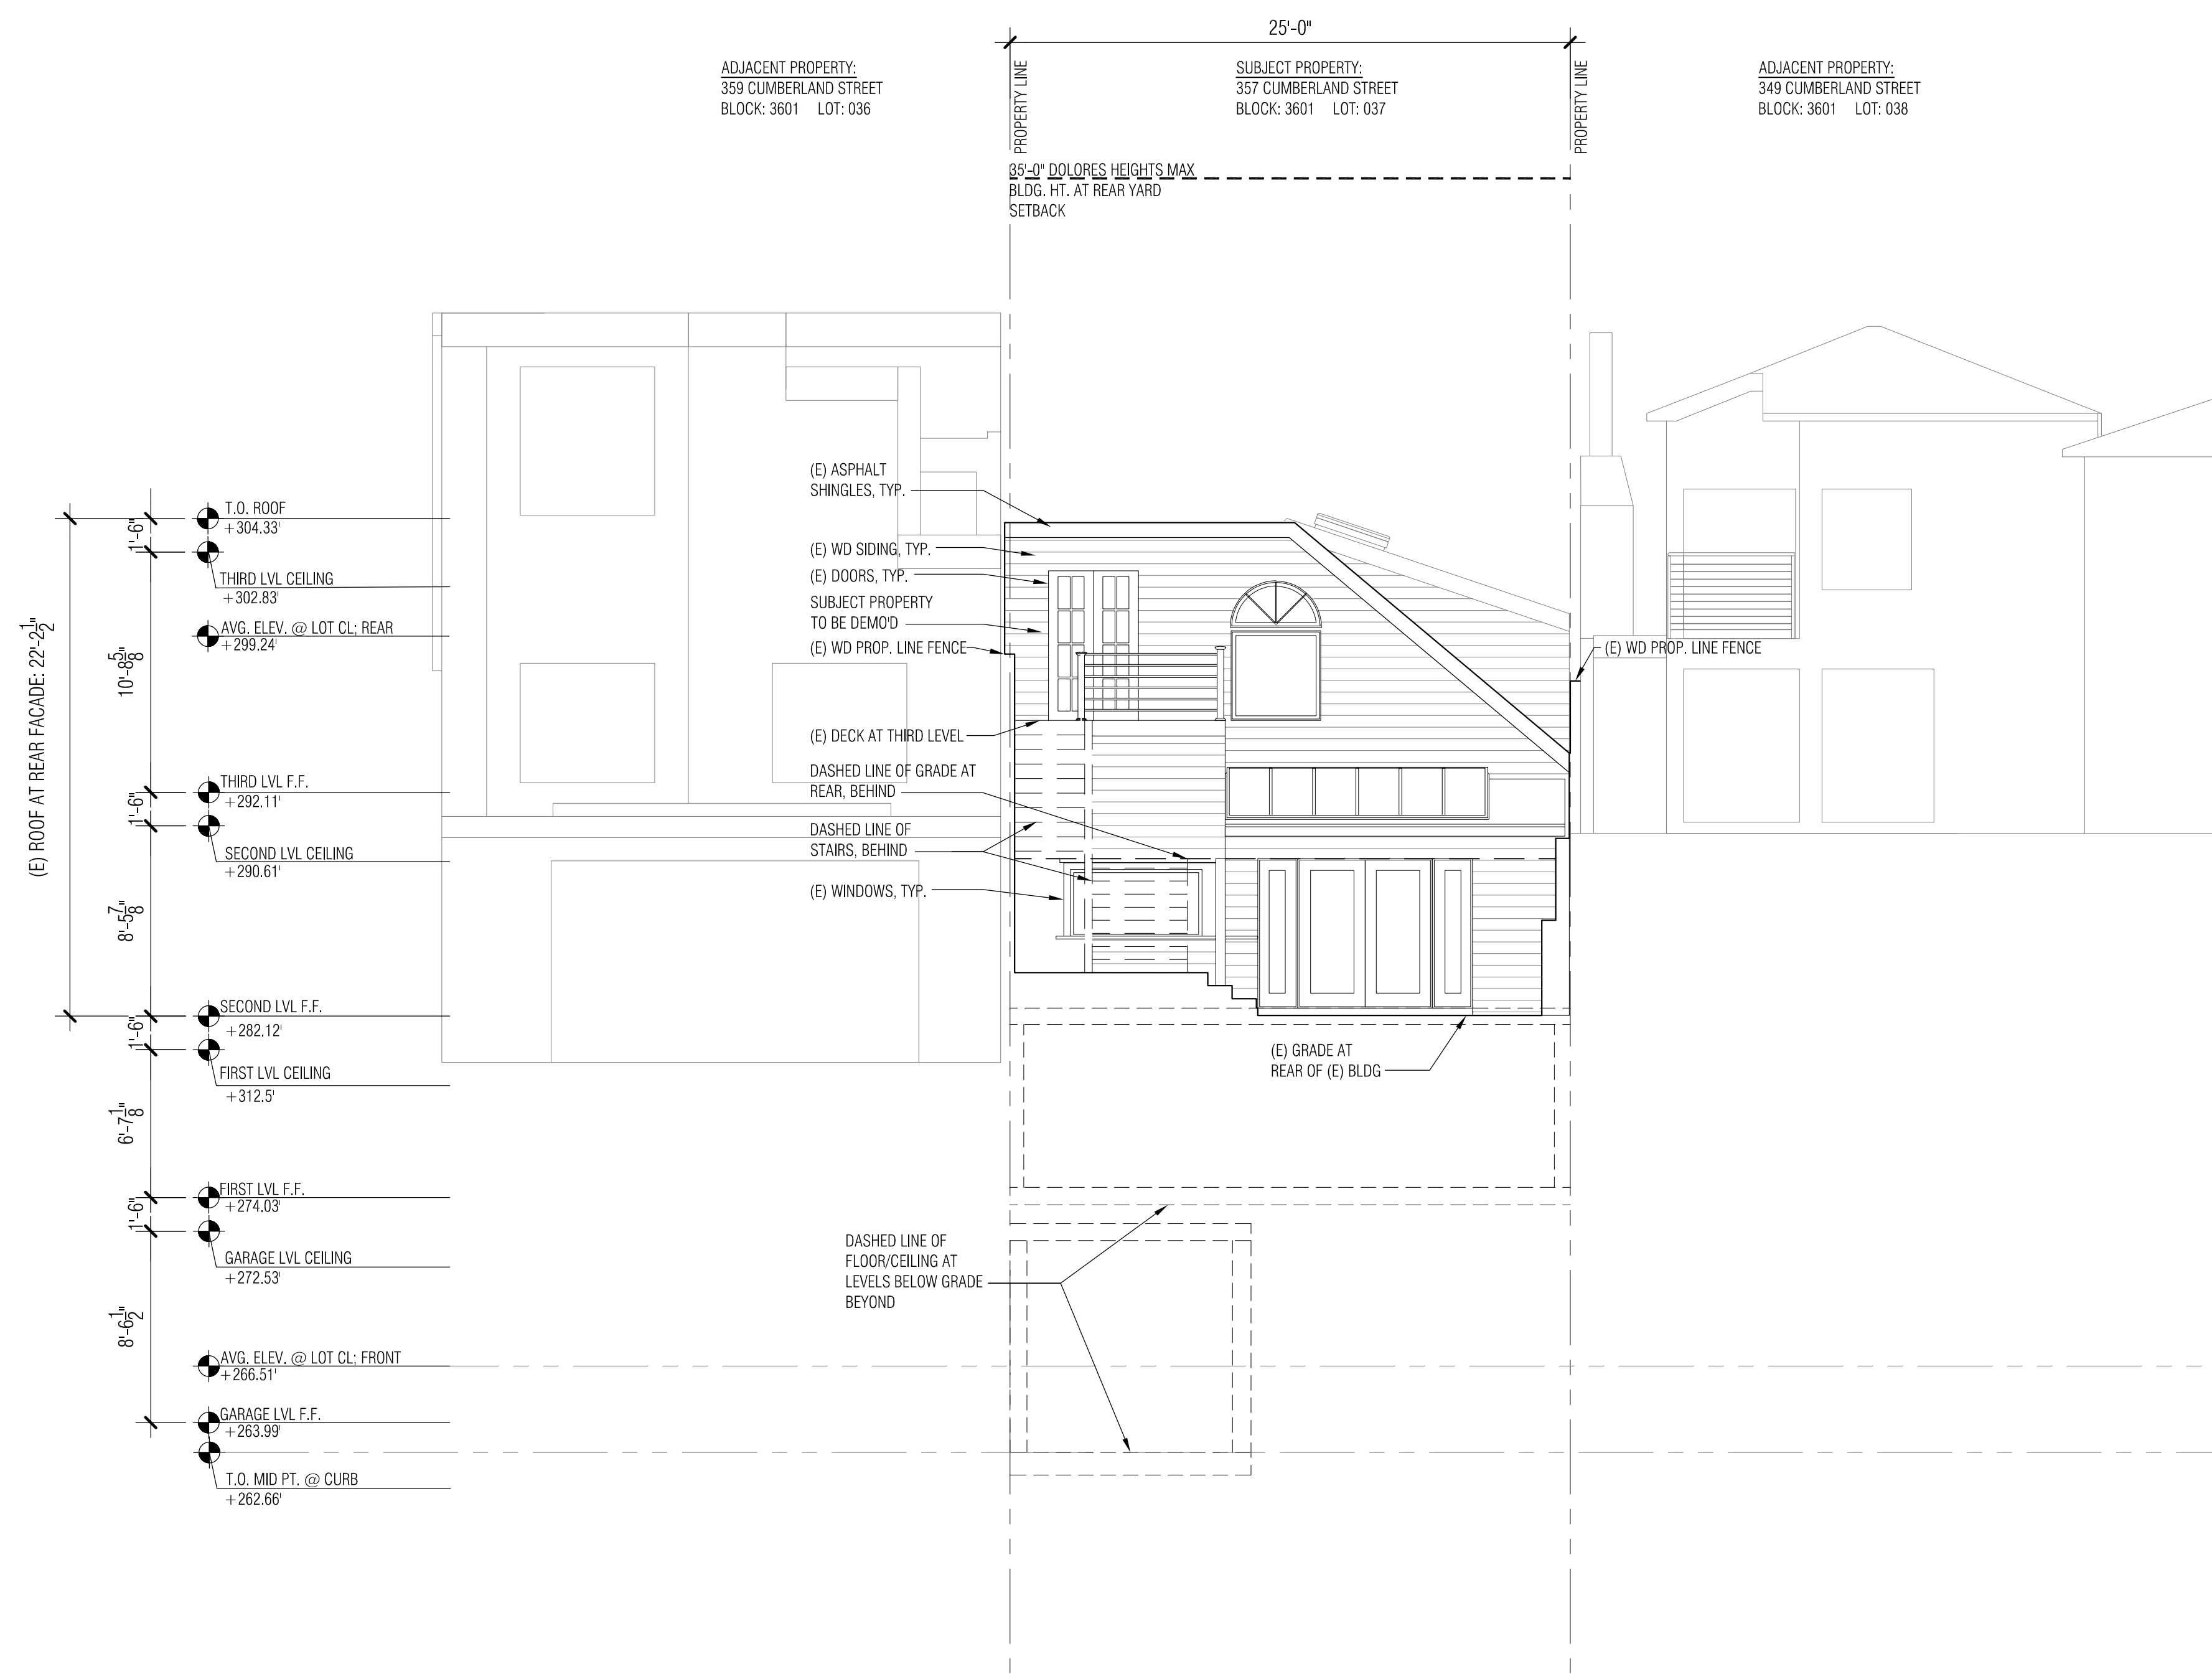 25'-0"
ADJACENT PROPERTY:
359 CUMBERLAND STREET
BLOCK: 3601 LOT: 036
PROPERTY LINE
SUBJECT PROPERTY:
357 CUMBERLAND STREET
BLOCK: 3601 LOT: 037
PROPERTY LINE
ADJACENT PROPERTY:
349 CUMBERLAND STREET
BLOCK: 3601 LOT: 038
35'-0" DOLORES HEIGHTS MAX
BLDG. HT. AT REAR YARD
SETBACK
(E) ROOF AT REAR FACADE: 22'-2 1/2"
1'-6"
10'-8 5/8"
1'-6"
8'-5 7/8"
1'-6"
6'-7 1/8"
1'-6"
8'-6 1/2"
T.O. ROOF
+304.33'
THIRD LVL CEILING
+302.83'
AVG. ELEV. @ LOT CL; REAR
+299.24'
THIRD LVL F.F.
+292.11'
SECOND LVL CEILING
+290.61'
SECOND LVL F.F.
+282.12'
FIRST LVL CEILING
+312.5'
FIRST LVL F.F.
+274.03'
GARAGE LVL CEILING
+272.53'
AVG. ELEV. @ LOT CL; FRONT
+266.51'
GARAGE LVL F.F.
+263.99'
T.O. MID PT. @ CURB
+262.66'
(E) ASPHALT
SHINGLES, TYP.
(E) WD SIDING, TYP.
(E) DOORS, TYP.
SUBJECT PROPERTY
TO BE DEMO'D
(E) WD PROP. LINE FENCE
(E) DECK AT THIRD LEVEL
DASHED LINE OF GRADE AT
REAR, BEHIND
DASHED LINE OF
STAIRS, BEHIND
(E) WINDOWS, TYP.
(E) WD PROP. LINE FENCE
(E) GRADE AT
REAR OF (E) BLDG
DASHED LINE OF
FLOOR/CEILING AT
LEVELS BELOW GRADE
BEYOND